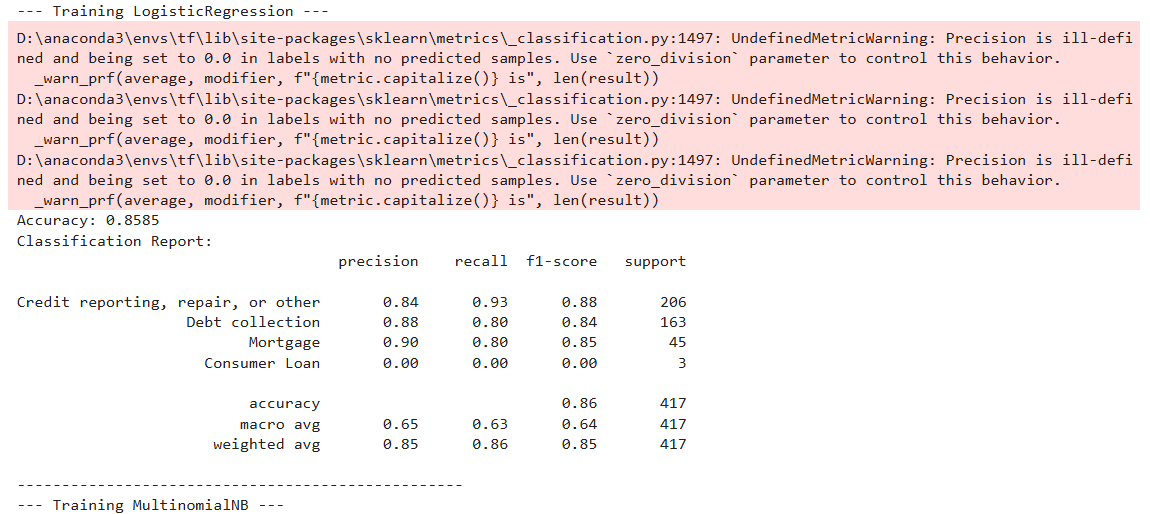 --- Training LogisticRegression ---
D:\anaconda3\envs\tf\lib\site-packages\sklearn\metrics\_classification.py:1497: UndefinedMetricWarning: Precision is ill-defi
ned and being set to 0.0 in labels with no predicted samples. Use `zero_division` parameter to control this behavior.
  _warn_prf(average, modifier, f"{metric.capitalize()} is", len(result))
D:\anaconda3\envs\tf\lib\site-packages\sklearn\metrics\_classification.py:1497: UndefinedMetricWarning: Precision is ill-defi
ned and being set to 0.0 in labels with no predicted samples. Use `zero_division` parameter to control this behavior.
  _warn_prf(average, modifier, f"{metric.capitalize()} is", len(result))
D:\anaconda3\envs\tf\lib\site-packages\sklearn\metrics\_classification.py:1497: UndefinedMetricWarning: Precision is ill-defi
ned and being set to 0.0 in labels with no predicted samples. Use `zero_division` parameter to control this behavior.
  _warn_prf(average, modifier, f"{metric.capitalize()} is", len(result))
Accuracy: 0.8585
Classification Report:
                                    precision    recall  f1-score   support
Credit reporting, repair, or other       0.84      0.93      0.88       206
                   Debt collection       0.88      0.80      0.84       163
                          Mortgage       0.90      0.80      0.85        45
                     Consumer Loan       0.00      0.00      0.00         3
                          accuracy                           0.86       417
                         macro avg       0.65      0.63      0.64       417
                      weighted avg       0.85      0.86      0.85       417
--------------------------------------------------
--- Training MultinomialNB ---